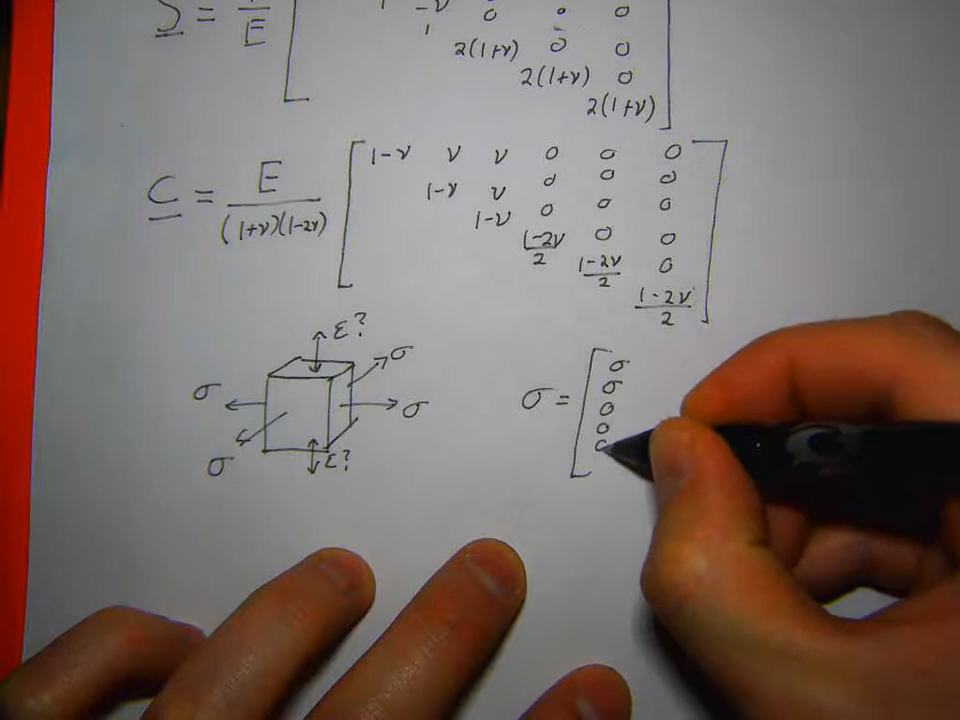 S = 1/E [ 1 -ν 0 0 0
1
2(1+ν) 0 0
2(1+ν) 0
2(1+ν) ]
C = E/((1+ν)(1-2ν)) [ 1-ν ν ν 0 0 0
1-ν ν 0 0 0
1-ν 0 0 0
(1-2ν)/2 0 0
(1-2ν)/2 0
(1-2ν)/2 ]
ε?
σ
σ
σ
σ
ε?
σ = [ σ
σ
0
0
0